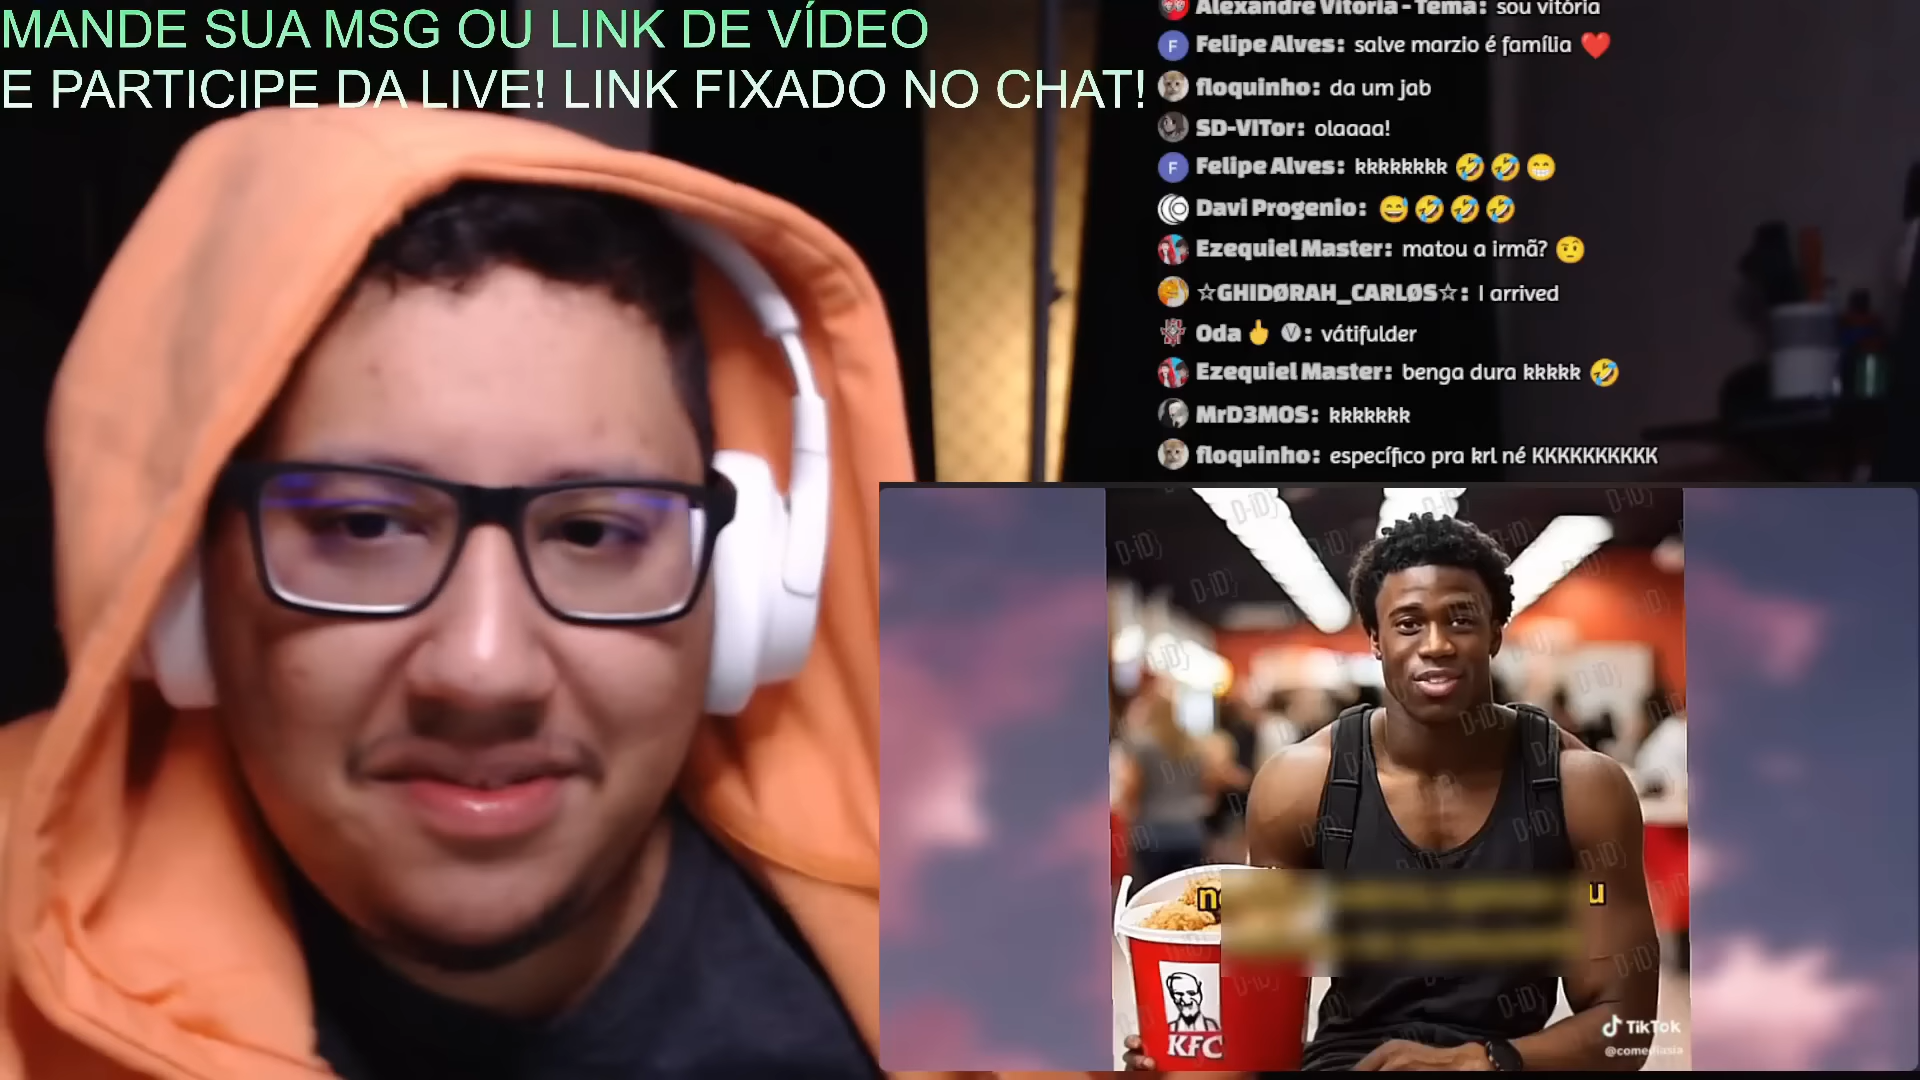 MANDE SUA MSG OU LINK DE VÍDEO
E PARTICIPE DA LIVE! LINK FIXADO NO CHAT!
Alexandre Vitoria - Tema: sou vitória
F Felipe Alves: salve marzio é família ❤️
floquinho: da um jab
SD-VITor: olaaaa!
F Felipe Alves: kkkkkkkk 🤣🤣😁
Davi Progenio: 😅🤣🤣🤣
Ezequiel Master: matou a irmã? 🤨
☆GHIDØRAH_CARLØS☆: I arrived
Oda 🖕 Ⓥ: vátifulder
Ezequiel Master: benga dura kkkkk 🤣
MrD3MOS: kkkkkkk
floquinho: específico pra krl né KKKKKKKKKK
D-iD
KFC
TikTok